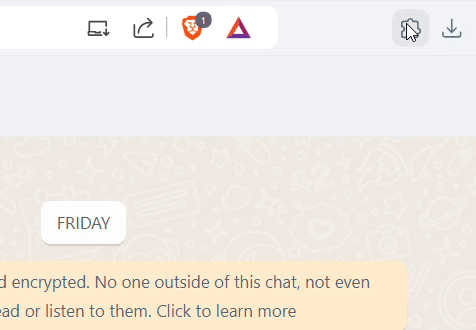 1
FRIDAY
d encrypted. No one outside of this chat, not even
ead or listen to them. Click to learn more